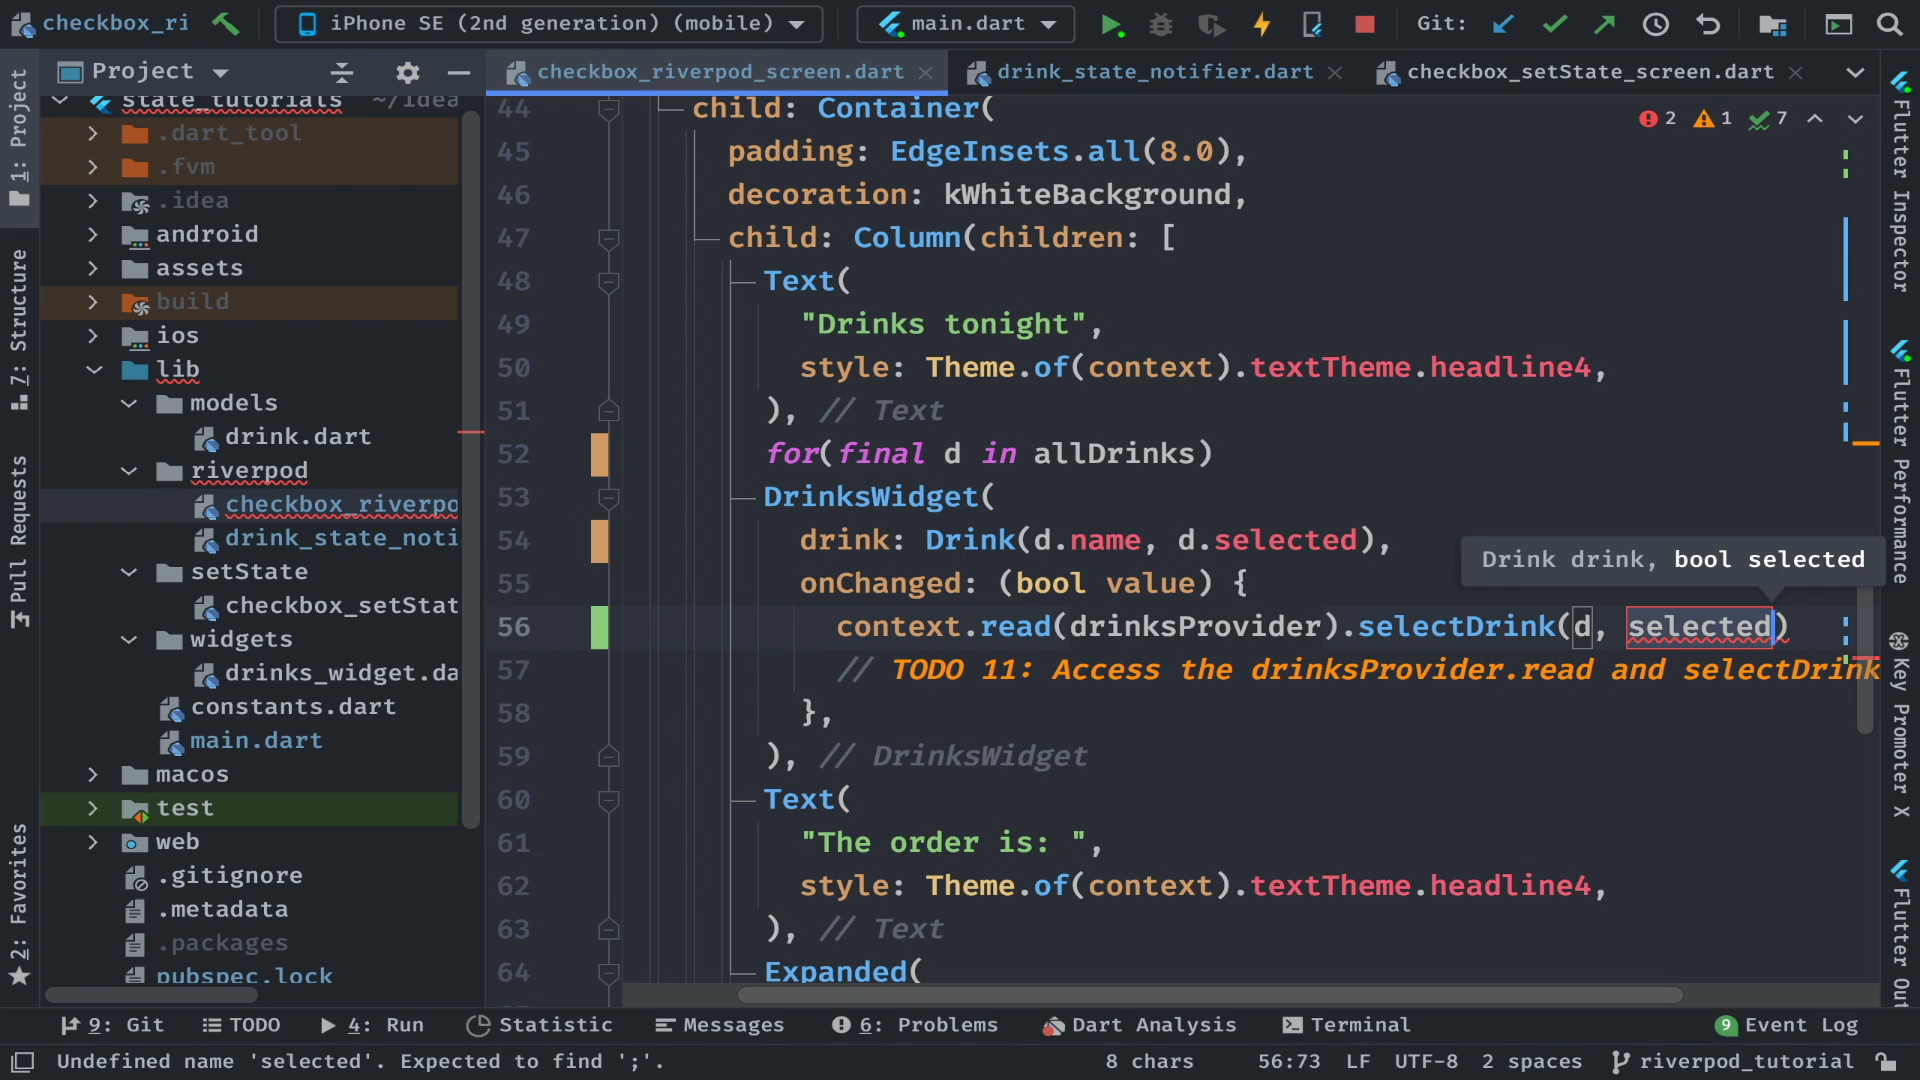 checkbox_ri
iPhone SE (2nd generation) (mobile)
main.dart
Git:
Project
checkbox_riverpod_screen.dart
drink_state_notifier.dart
checkbox_setState_screen.dart
1: Project
7: Structure
Pull Requests
2: Favorites
state_tutorials ~/Idea
.dart_tool
.fvm
.idea
android
assets
build
ios
lib
models
drink.dart
riverpod
checkbox_riverpo
drink_state_noti
setState
checkbox_setStat
widgets
drinks_widget.da
constants.dart
main.dart
macos
test
web
.gitignore
.metadata
.packages
pubspec.lock
2 1 7
44 child: Container(
45 padding: EdgeInsets.all(8.0),
46 decoration: kWhiteBackground,
47 child: Column(children: [
48 Text(
49 "Drinks tonight",
50 style: Theme.of(context).textTheme.headline4,
51 ), // Text
52 for(final d in allDrinks)
53 DrinksWidget(
54 drink: Drink(d.name, d.selected),
Drink drink, bool selected
55 onChanged: (bool value) {
56 context.read(drinksProvider).selectDrink(d, selected)
57 // TODO 11: Access the drinksProvider.read and selectDrink
58 },
59 ), // DrinksWidget
60 Text(
61 "The order is: ",
62 style: Theme.of(context).textTheme.headline4,
63 ), // Text
64 Expanded(
Flutter Inspector
Flutter Performance
Key Promoter X
Flutter Out
9: Git
TODO
4: Run
Statistic
Messages
6: Problems
Dart Analysis
Terminal
9 Event Log
Undefined name 'selected'. Expected to find ';'.
8 chars
56:73
LF
UTF-8
2 spaces
riverpod_tutorial